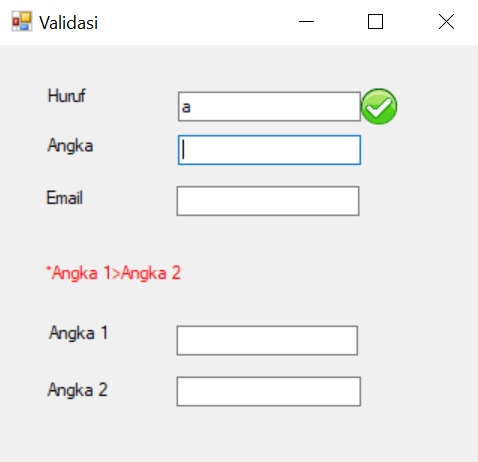 Validasi
Huruf a
Angka
Email
*Angka 1>Angka 2
Angka 1
Angka 2